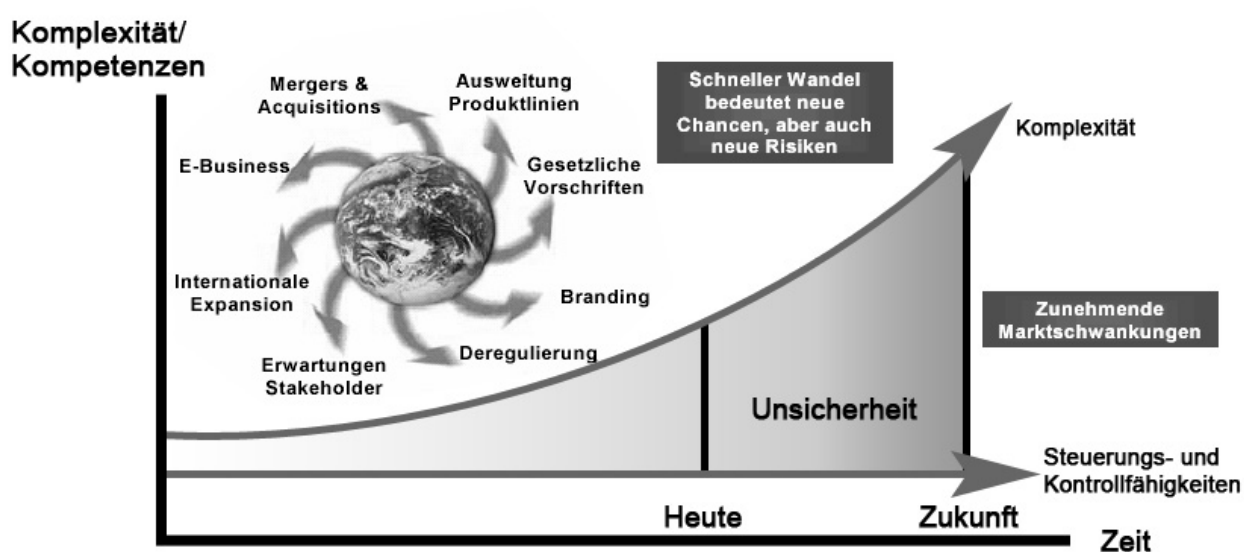 Komplexität/
Kompetenzen
Mergers &
Acquisitions
Ausweitung
Produktlinien
E-Business
Gesetzliche
Vorschriften
Internationale
Expansion
Branding
Erwartungen
Stakeholder
Deregulierung
Schneller Wandel
bedeutet neue
Chancen, aber auch
neue Risiken
Komplexität
Zunehmende
Marktschwankungen
Unsicherheit
Steuerungs- und
Kontrollfähigkeiten
Heute
Zukunft
Zeit